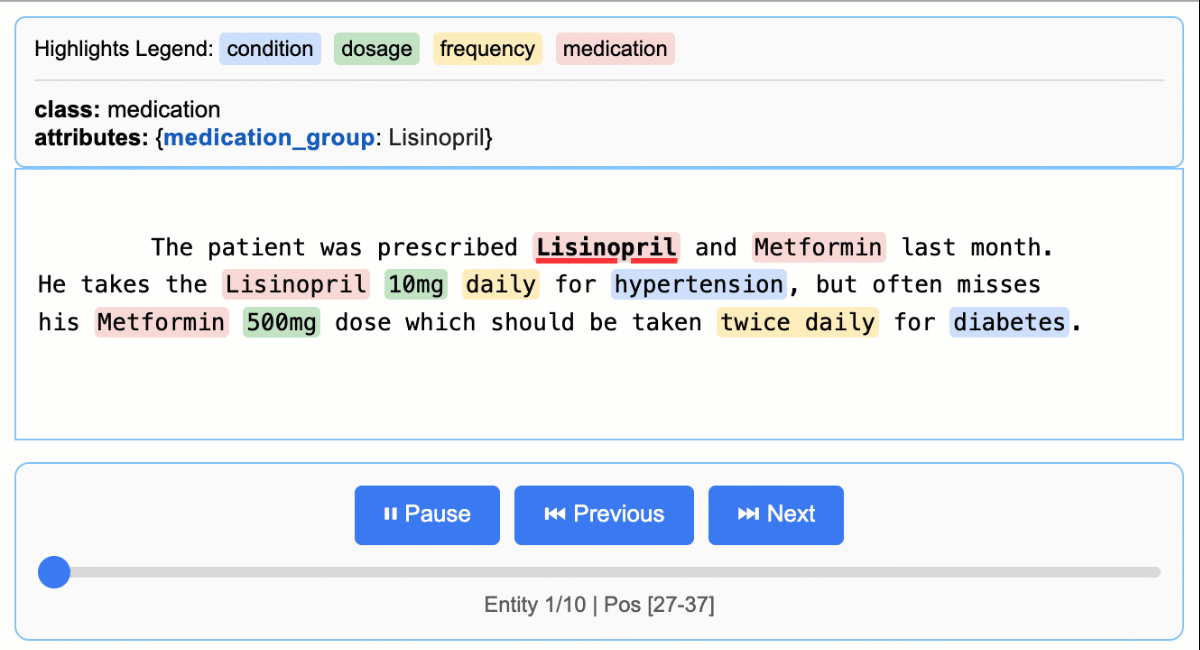 Highlights Legend: condition dosage frequency medication
class: medication
attributes: {medication_group: Lisinopril}
The patient was prescribed Lisinopril and Metformin last month.
He takes the Lisinopril 10mg daily for hypertension, but often misses
his Metformin 500mg dose which should be taken twice daily for diabetes.
⏸ Pause ⏮ Previous ⏭ Next
Entity 1/10 | Pos [27-37]